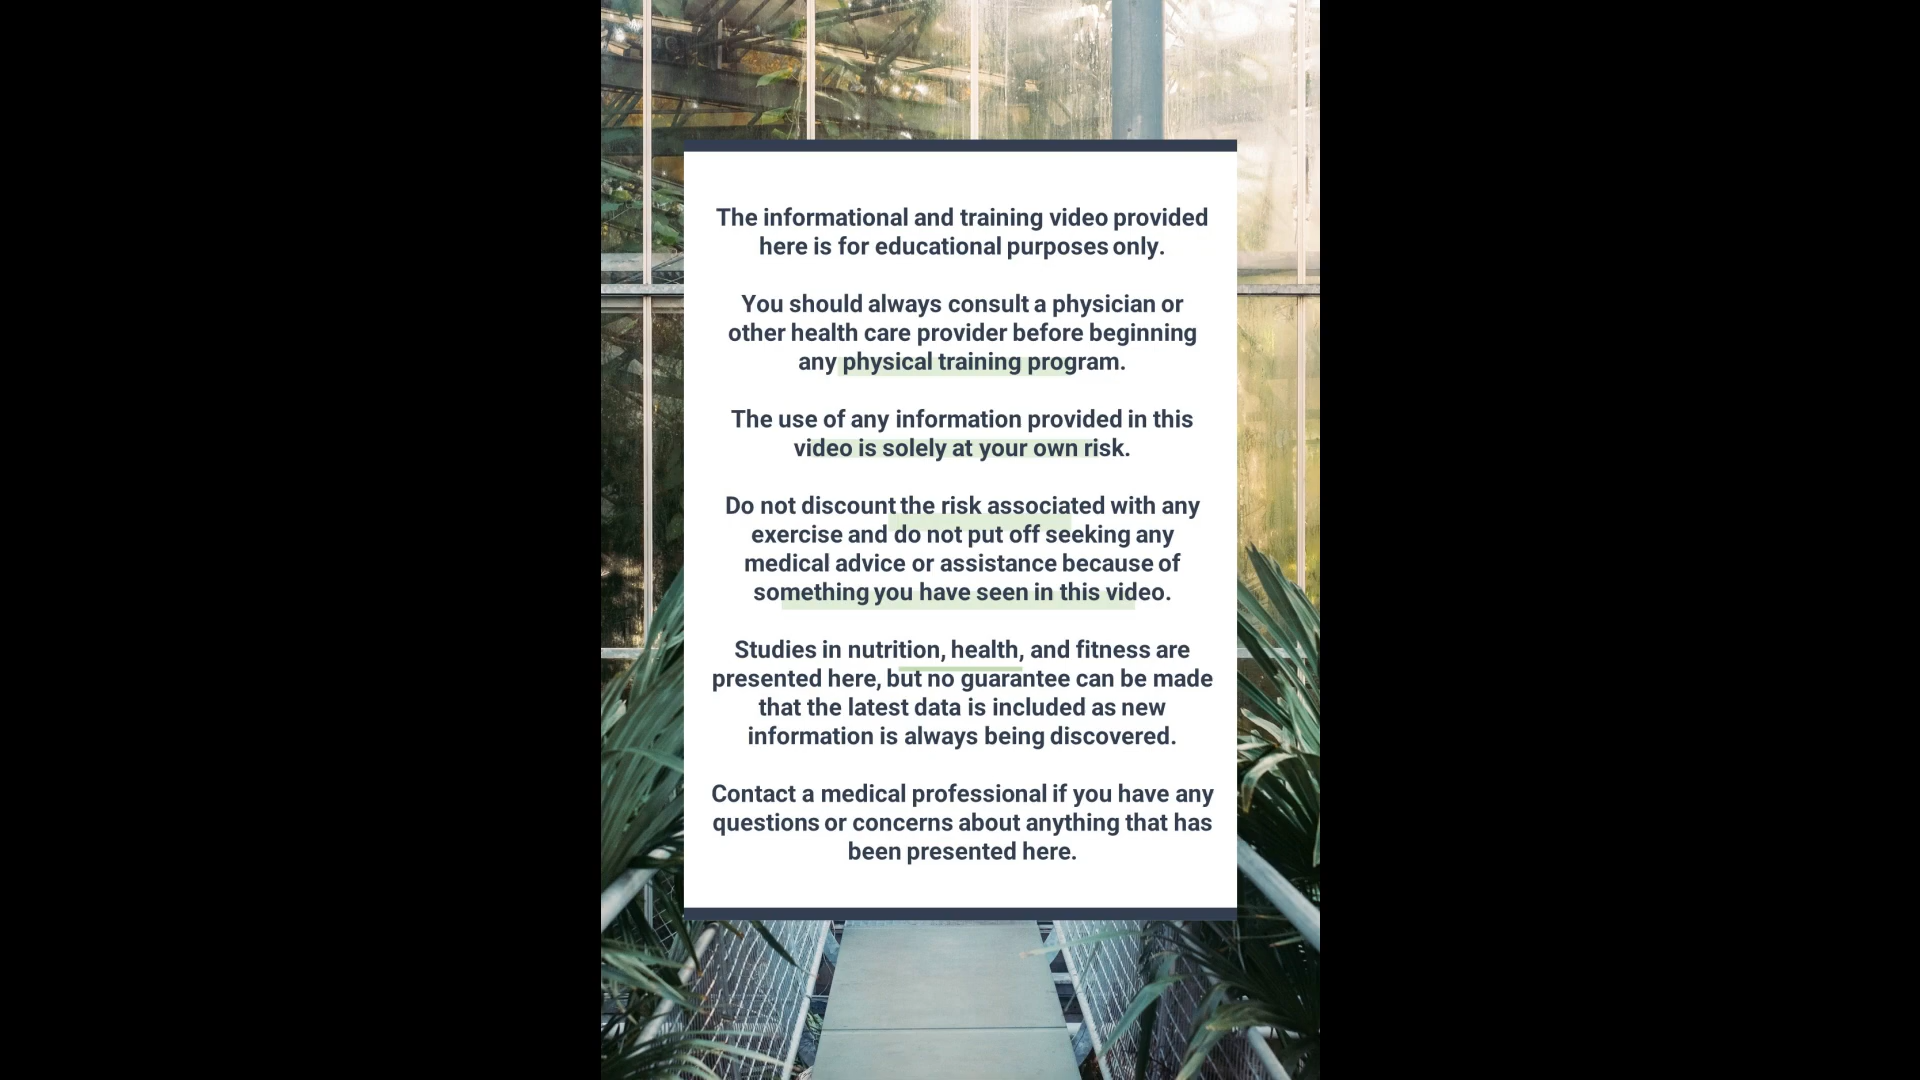 The informational and training video provided
here is for educational purposes only.
You should always consult a physician or
other health care provider before beginning
any physical training program.
The use of any information provided in this
video is solely at your own risk.
Do not discount the risk associated with any
exercise and do not put off seeking any
medical advice or assistance because of
something you have seen in this video.
Studies in nutrition, health, and fitness are
presented here, but no guarantee can be made
that the latest data is included as new
information is always being discovered.
Contact a medical professional if you have any
questions or concerns about anything that has
been presented here.